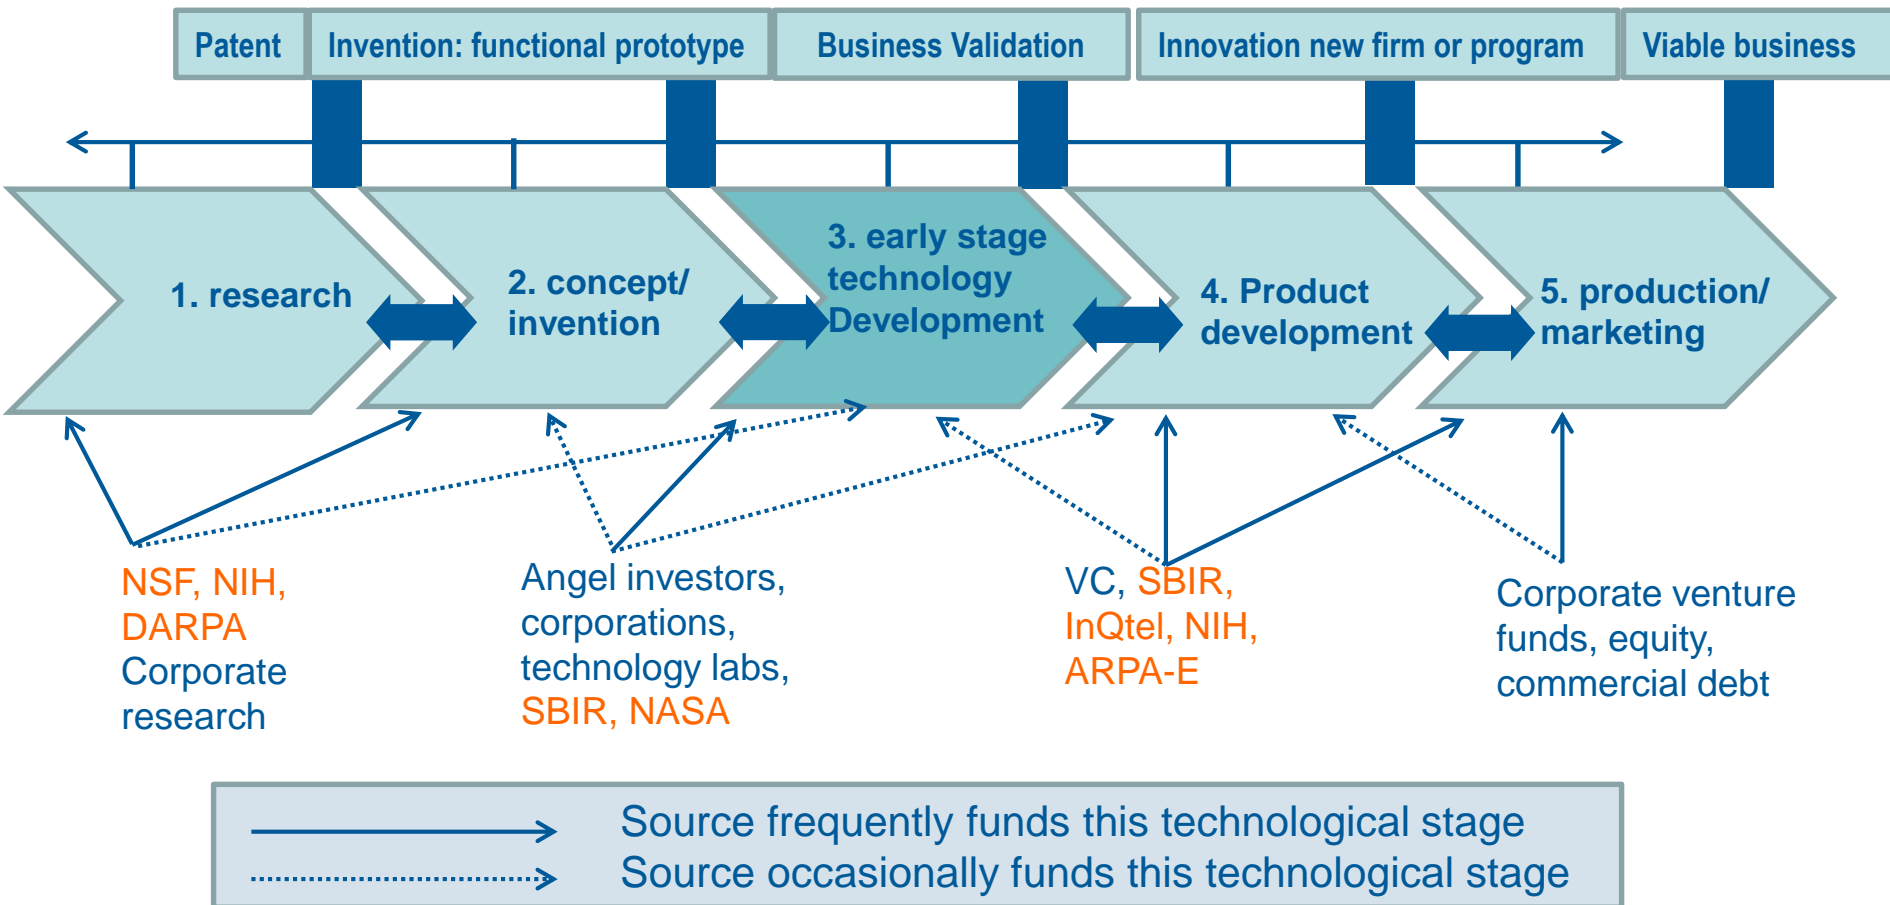 Patent
Invention: functional prototype
Business Validation
Innovation new firm or program
Viable business
1. research
2. concept/
invention
3. early stage
technology
Development
4. Product
development
5. production/
marketing
NSF, NIH,
DARPA
Corporate
research
Angel investors,
corporations,
technology labs,
SBIR, NASA
VC, SBIR,
InQtel, NIH,
ARPA-E
Corporate venture
funds, equity,
commercial debt
Source frequently funds this technological stage
Source occasionally funds this technological stage